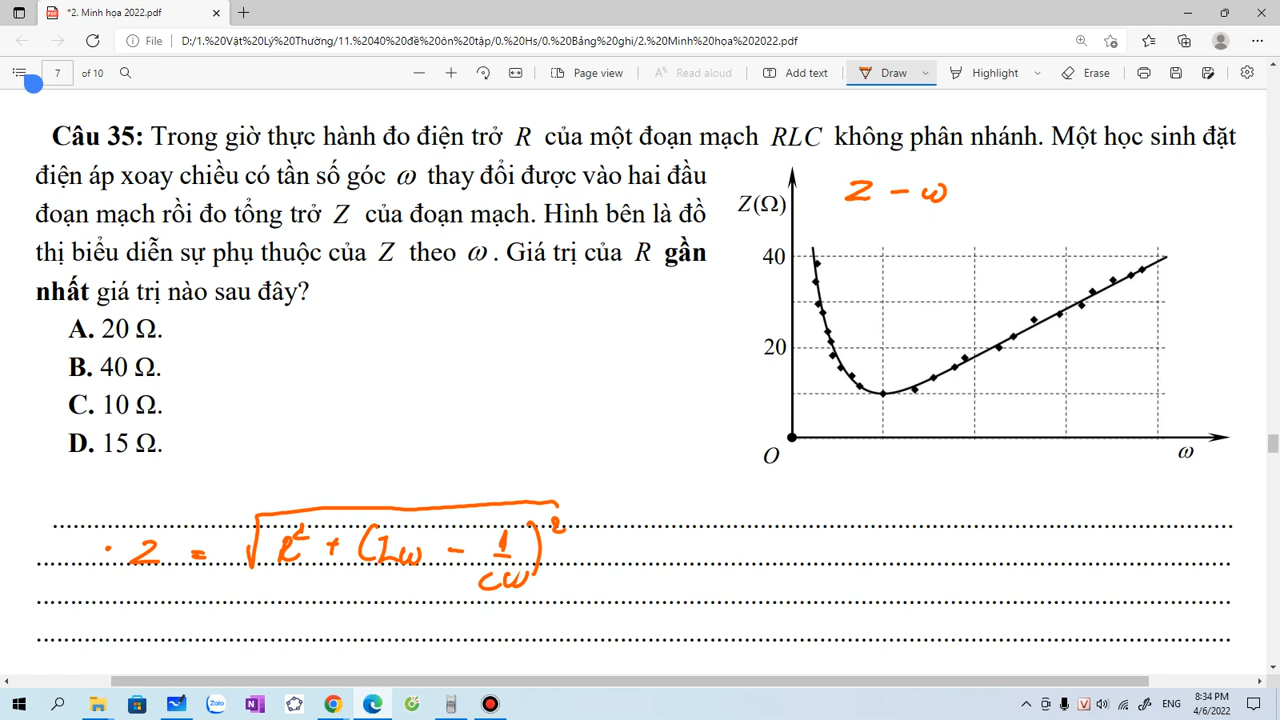 *2. Minh họa 2022.pdf
File D:/1.%20Vật%20Lý%20Thường/11.%2040%20đề%20ôn%20tập/0.%20Hs/0.%20Bảng%20ghi/2.%20Minh%20họa%202022.pdf
7 of 10 Page view Read aloud Add text Draw Highlight Erase
Câu 35: Trong giờ thực hành đo điện trở R của một đoạn mạch RLC không phân nhánh. Một học sinh đặt
điện áp xoay chiều có tần số góc ω thay đổi được vào hai đầu
đoạn mạch rồi đo tổng trở Z của đoạn mạch. Hình bên là đồ
thị biểu diễn sự phụ thuộc của Z theo ω. Giá trị của R gần
nhất giá trị nào sau đây?
A. 20 Ω.
B. 40 Ω.
C. 10 Ω.
D. 15 Ω.
Z - ω
Z(Ω)
40
20
O
ω
. Z = √(R² + (Lω - 1/Cω)²)
Zalo
ENG
8:34 PM
4/6/2022